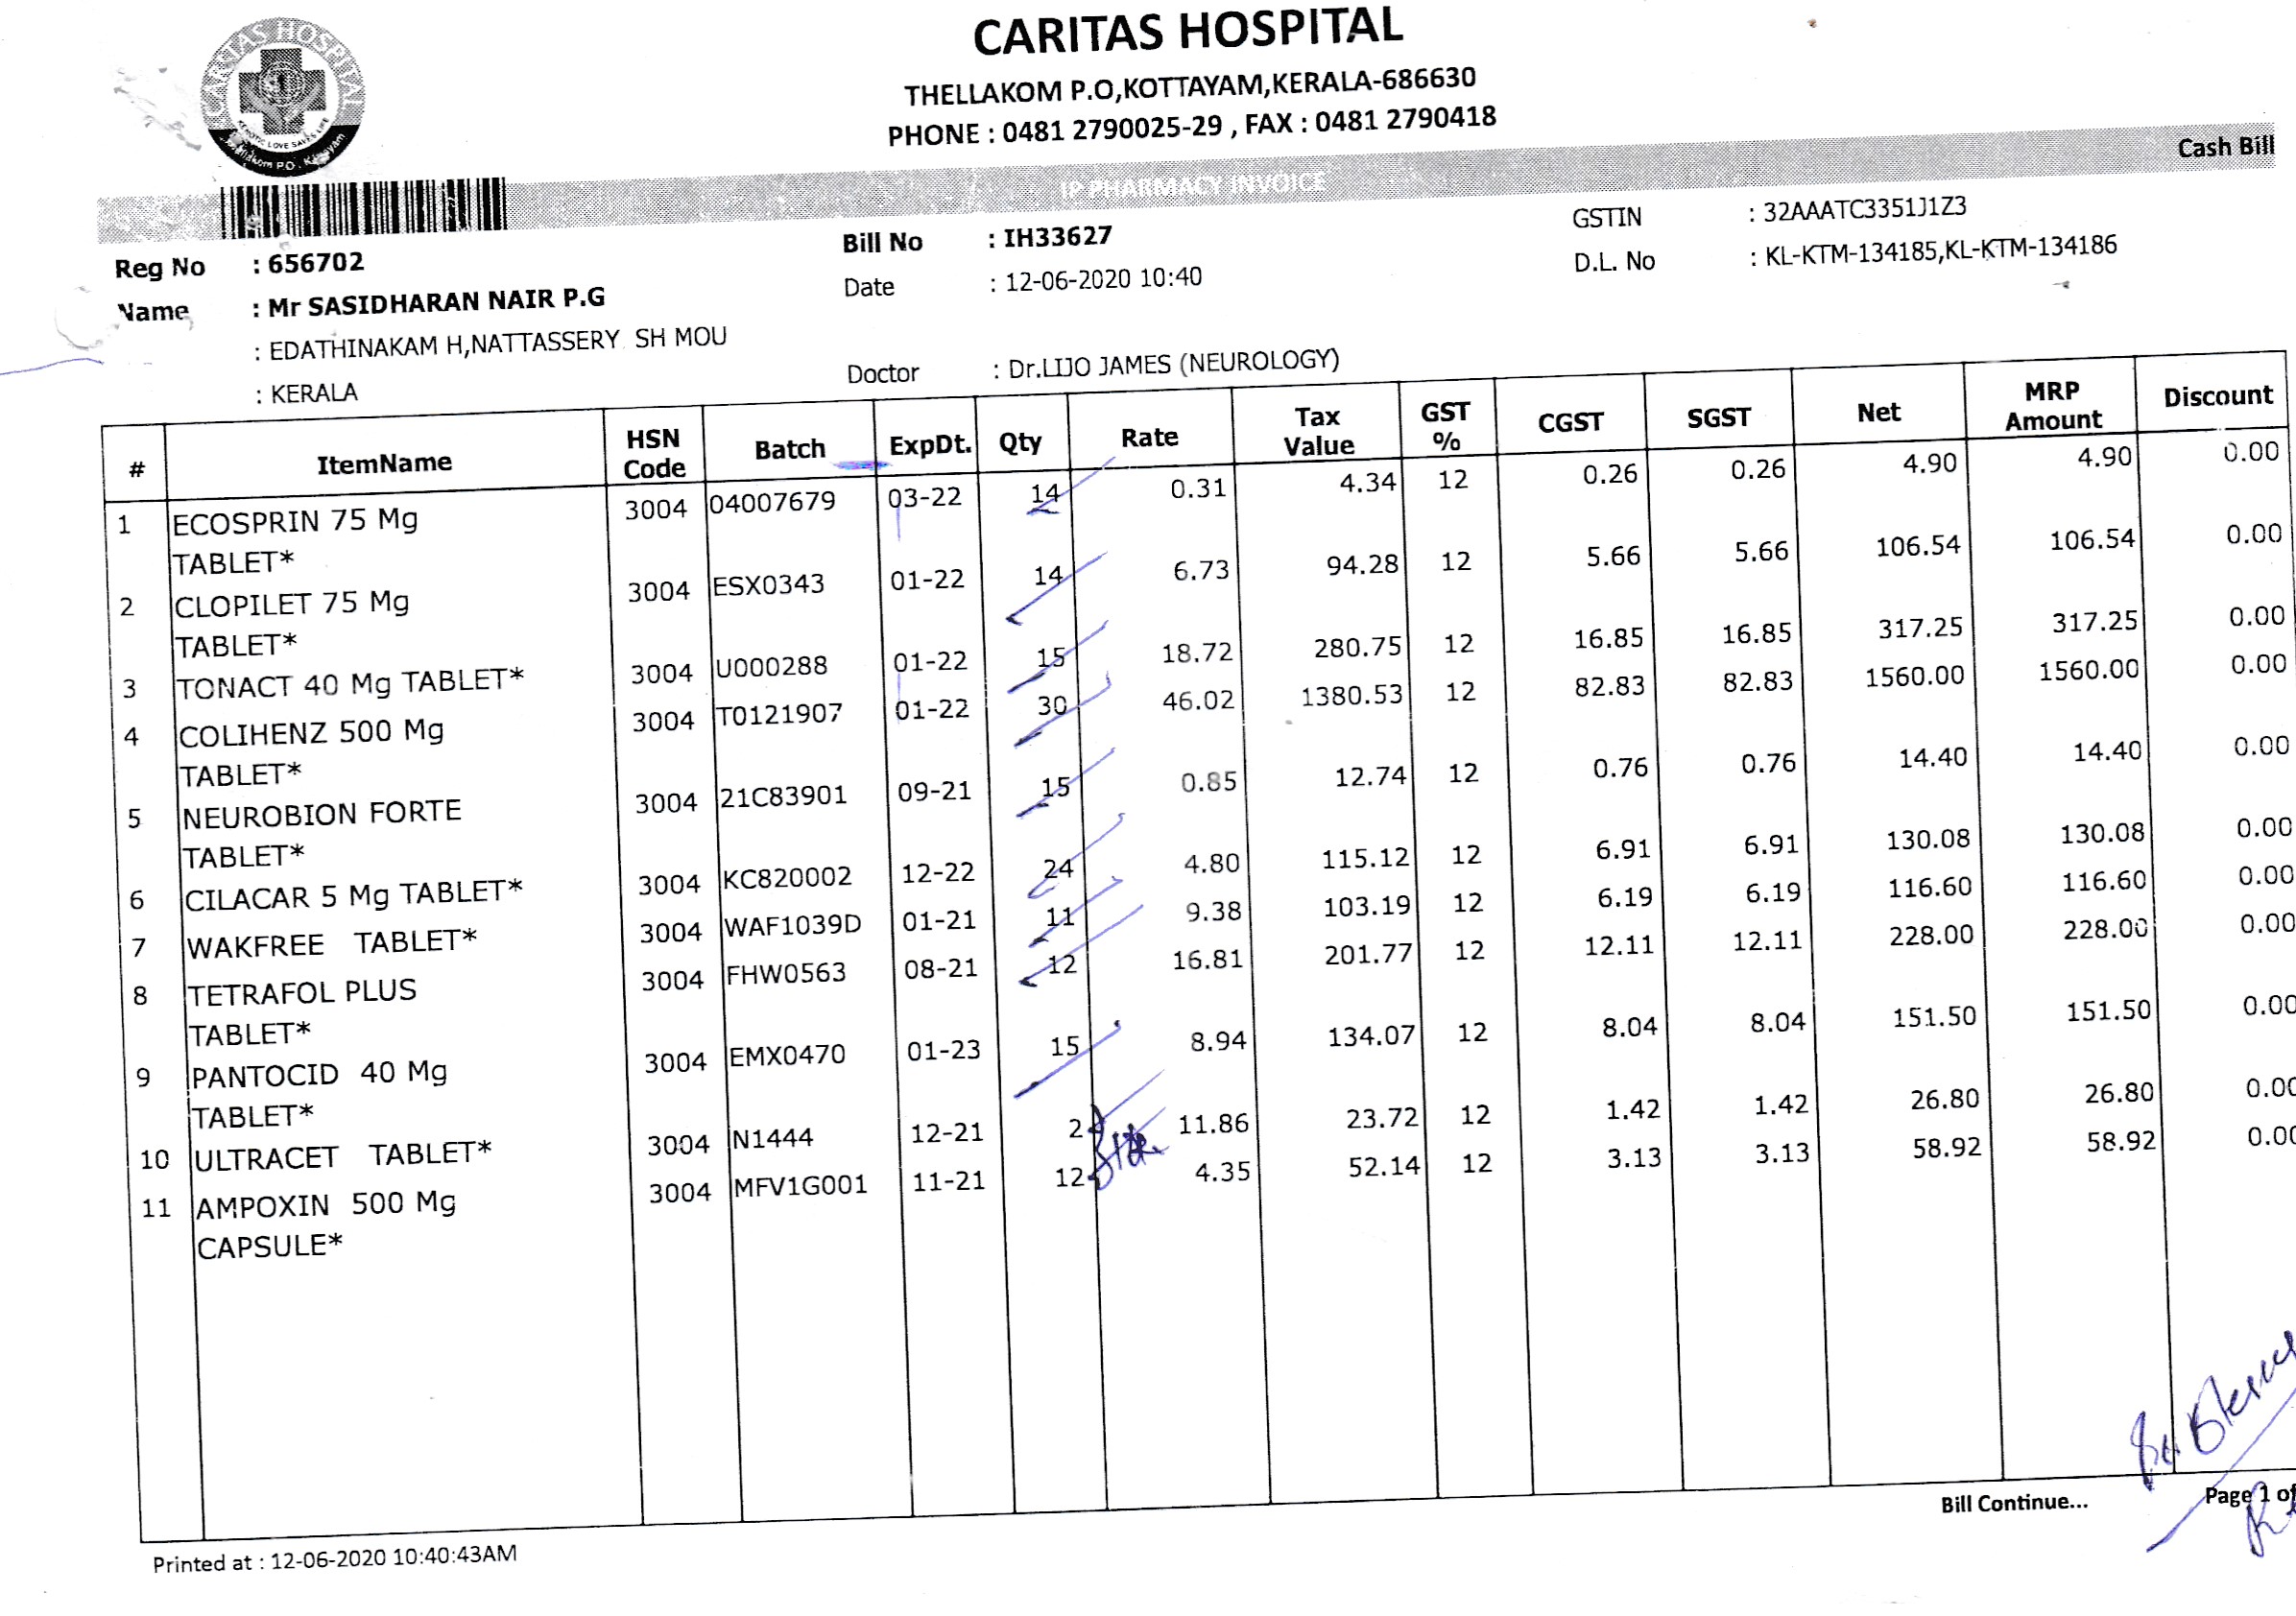 CARITAS HOSPITAL
THELLAKOM P.O,KOTTAYAM,KERALA-686630
PHONE : 0481 2790025-29 , FAX : 0481 2790418
CARITAS HOSPITAL
Cash Bill
IP PHARMACY INVOICE
Reg No : 656702 Bill No : IH33627 GSTIN : 32AAATC3351J1Z3
Name : Mr SASIDHARAN NAIR P.G Date : 12-06-2020 10:40 D.L. No : KL-KTM-134185,KL-KTM-134186
: EDATHINAKAM H,NATTASSERY SH MOU
: KERALA Doctor : Dr.LIJO JAMES (NEUROLOGY)
# ItemName HSN Code Batch ExpDt. Qty Rate Tax Value GST % CGST SGST Net MRP Amount Discount
1 ECOSPRIN 75 Mg 3004 04007679 03-22 14 0.31 4.34 12 0.26 0.26 4.90 4.90 0.00
TABLET*
2 CLOPILET 75 Mg 3004 ESX0343 01-22 14 6.73 94.28 12 5.66 5.66 106.54 106.54 0.00
TABLET*
3 TONACT 40 Mg TABLET* 3004 U000288 01-22 15 18.72 280.75 12 16.85 16.85 317.25 317.25 0.00
4 COLIHENZ 500 Mg 3004 T0121907 01-22 30 46.02 1380.53 12 82.83 82.83 1560.00 1560.00 0.00
TABLET*
5 NEUROBION FORTE 3004 21C83901 09-21 15 0.85 12.74 12 0.76 0.76 14.40 14.40 0.00
TABLET*
6 CILACAR 5 Mg TABLET* 3004 KC820002 12-22 24 4.80 115.12 12 6.91 6.91 130.08 130.08 0.00
7 WAKFREE TABLET* 3004 WAF1039D 01-21 11 9.38 103.19 12 6.19 6.19 116.60 116.60 0.00
8 TETRAFOL PLUS 3004 FHW0563 08-21 12 16.81 201.77 12 12.11 12.11 228.00 228.00 0.00
TABLET*
9 PANTOCID 40 Mg 3004 EMX0470 01-23 15 8.94 134.07 12 8.04 8.04 151.50 151.50 0.00
TABLET*
10 ULTRACET TABLET* 3004 N1444 12-21 2 11.86 23.72 12 1.42 1.42 26.80 26.80 0.00
11 AMPOXIN 500 Mg 3004 MFV1G001 11-21 12 4.35 52.14 12 3.13 3.13 58.92 58.92 0.00
CAPSULE*
Bill Continue... Page 1 of
Printed at : 12-06-2020 10:40:43AM